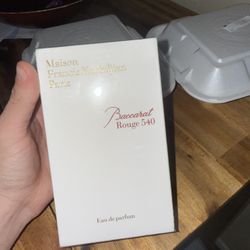 Maison
Francis Kurkdjian
Paris
Baccarat
Rouge 540
Eau de parfum